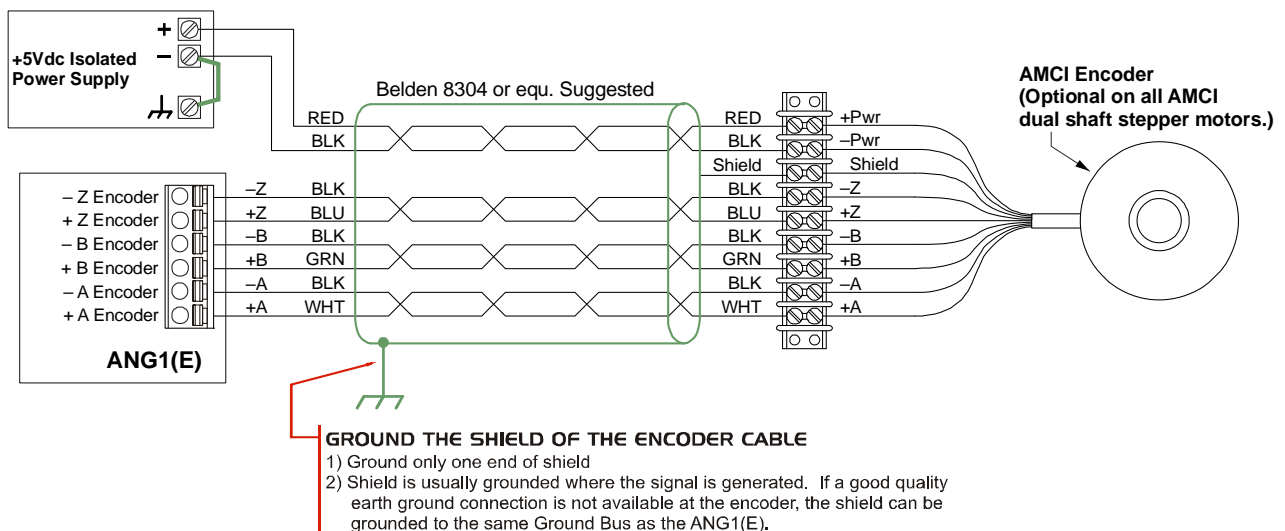 +
+5Vdc Isolated
Power Supply
–
Belden 8304 or equ. Suggested
AMCI Encoder
(Optional on all AMCI
dual shaft stepper motors.)
RED
BLK
RED
BLK
Shield
+Pwr
–Pwr
Shield
– Z Encoder –Z BLK BLK –Z
+ Z Encoder +Z BLU BLU +Z
– B Encoder –B BLK BLK –B
+ B Encoder +B GRN GRN +B
– A Encoder –A BLK BLK –A
+ A Encoder +A WHT WHT +A
ANG1(E)
GROUND THE SHIELD OF THE ENCODER CABLE
1) Ground only one end of shield
2) Shield is usually grounded where the signal is generated. If a good quality
earth ground connection is not available at the encoder, the shield can be
grounded to the same Ground Bus as the ANG1(E).